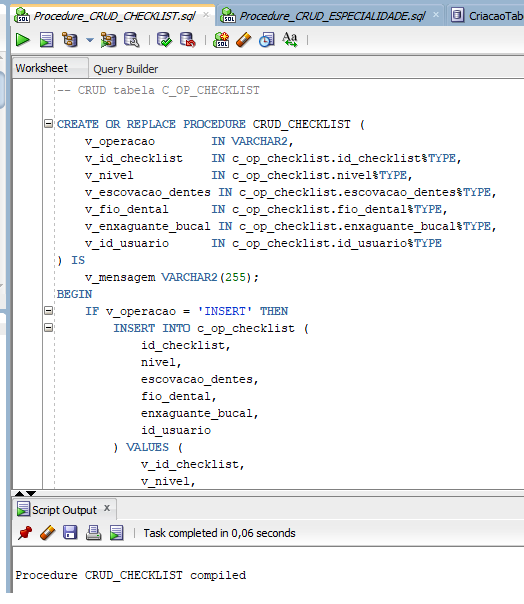 Procedure_CRUD_CHECKLIST.sql
Procedure_CRUD_ESPECIALIDADE.sql
CriacaoTab
Worksheet
Query Builder
-- CRUD tabela C_OP_CHECKLIST
CREATE OR REPLACE PROCEDURE CRUD_CHECKLIST (
v_operacao IN VARCHAR2,
v_id_checklist IN c_op_checklist.id_checklist%TYPE,
v_nivel IN c_op_checklist.nivel%TYPE,
v_escovacao_dentes IN c_op_checklist.escovacao_dentes%TYPE,
v_fio_dental IN c_op_checklist.fio_dental%TYPE,
v_enxaguante_bucal IN c_op_checklist.enxaguante_bucal%TYPE,
v_id_usuario IN c_op_checklist.id_usuario%TYPE
) IS
v_mensagem VARCHAR2(255);
BEGIN
IF v_operacao = 'INSERT' THEN
INSERT INTO c_op_checklist (
id_checklist,
nivel,
escovacao_dentes,
fio_dental,
enxaguante_bucal,
id_usuario
) VALUES (
v_id_checklist,
v_nivel,
Script Output x
Task completed in 0,06 seconds
Procedure CRUD_CHECKLIST compiled